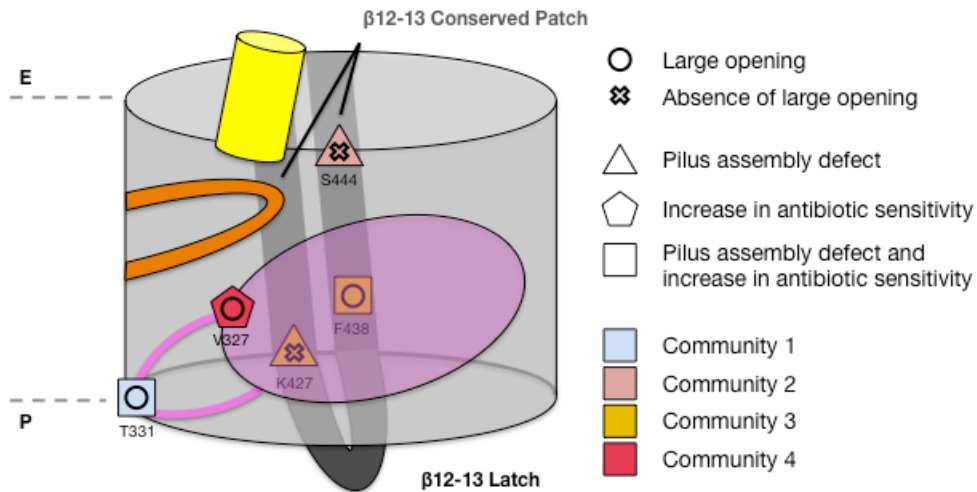 β12-13 Conserved Patch
E
S444
V327
F438
K427
T331
P
β12-13 Latch
Large opening
Absence of large opening
Pilus assembly defect
Increase in antibiotic sensitivity
Pilus assembly defect and
increase in antibiotic sensitivity
Community 1
Community 2
Community 3
Community 4